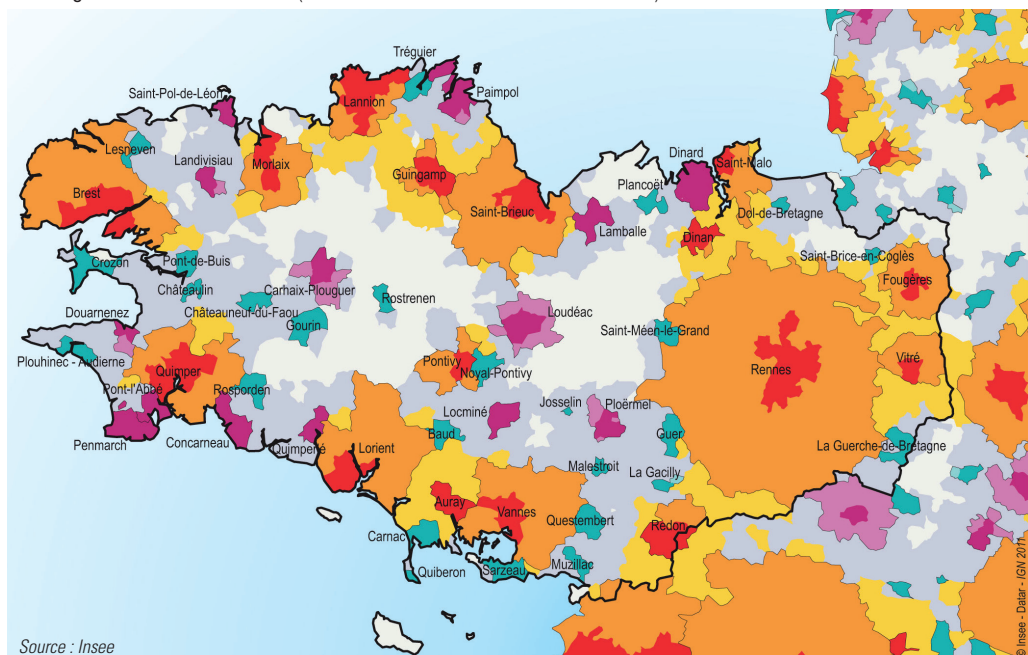 Tréguier
Saint-Pol-de-Léon
Paimpol
Lannion
Lesneven
Landivisiau
Morlaix
Dinard
Saint-Malo
Guingamp
Plancoët
Brest
Saint-Brieuc
Dol-de-Bretagne
Lamballe
Dinan
Crozon
Pont-de-Buis
Saint-Brice-en-Coglès
Fougères
Châteaulin
Carhaix-Plouguer
Rostrenen
Douarnenez
Châteauneuf-du-Faou
Loudéac
Gourin
Saint-Méen-le-Grand
Plouhinec - Audierne
Pontivy
Vitré
Quimper
Noyal-Pontivy
Rennes
Pont-l'Abbé
Rosporden
Josselin
Ploërmel
Locminé
Penmarch
Concarneau
Baud
Guer
Quimperlé
Lorient
La Guerche-de-Bretagne
Malestroit
La Gacilly
Auray
Vannes
Questembert
Redon
Carnac
Muzillac
Quiberon
Sarzeau
Source : Insee
© Insee - Datar - IGN 2011